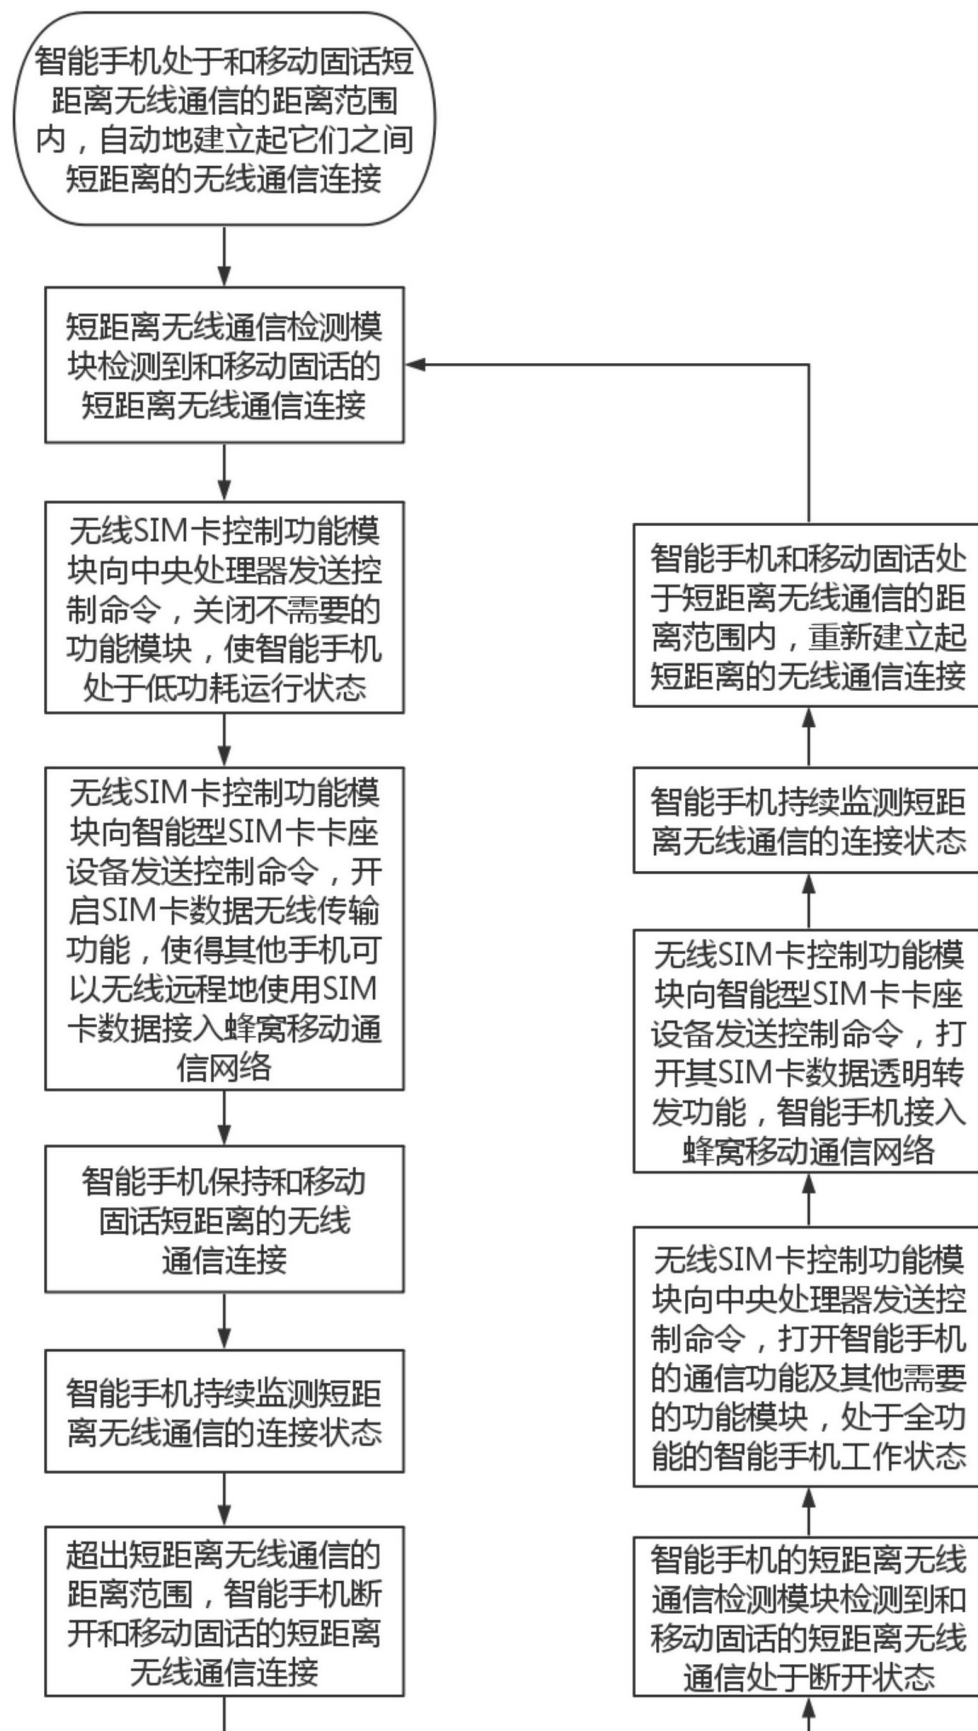 智能手机处于和移动固话短
距离无线通信的距离范围
内，自动地建立起它们之间
短距离的无线通信连接
短距离无线通信检测模
块检测到和移动固话的
短距离无线通信连接
无线SIM卡控制功能模
块向中央处理器发送控
制命令，关闭不需要的
功能模块，使智能手机
处于低功耗运行状态
无线SIM卡控制功能模
块向智能型SIM卡卡座
设备发送控制命令，开
启SIM卡数据无线传输
功能，使得其他手机可
以无线远程地使用SIM
卡数据接入蜂窝移动通
信网络
智能手机保持和移动
固话短距离的无线
通信连接
智能手机持续监测短距
离无线通信的连接状态
超出短距离无线通信的
距离范围，智能手机断
开和移动固话的短距离
无线通信连接
智能手机的短距离无线
通信检测模块检测到和
移动固话的短距离无线
通信处于断开状态
无线SIM卡控制功能模
块向中央处理器发送控
制命令，打开智能手机
的通信功能及其他需要
的功能模块，处于全功
能的智能手机工作状态
无线SIM卡控制功能模
块向智能型SIM卡卡座
设备发送控制命令，打
开其SIM卡数据透明转
发功能，智能手机接入
蜂窝移动通信网络
智能手机持续监测短距
离无线通信的连接状态
智能手机和移动固话处
于短距离无线通信的距
离范围内，重新建立起
短距离的无线通信连接